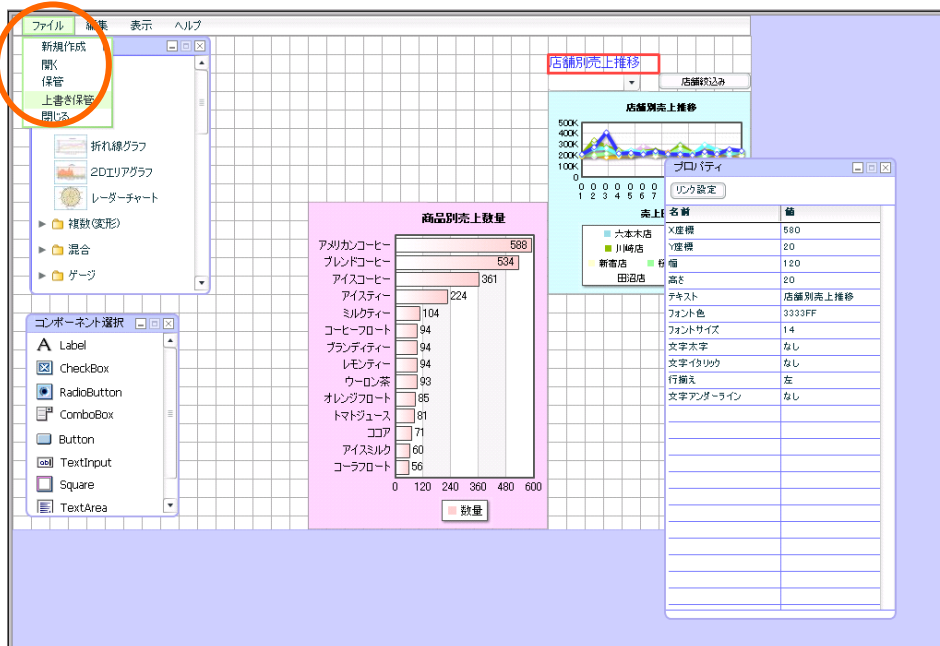 ファイル 編集 表示 ヘルプ
新規作成
開く
保管
上書き保管
閉じる
折れ線グラフ
2Dエリアグラフ
レーダーチャート
複数(変形)
混合
ゲージ
コンポーネント選択
Label
CheckBox
RadioButton
ComboBox
Button
TextInput
Square
TextArea
商品別売上数量
アメリカンコーヒー 588
ブレンドコーヒー 534
アイスコーヒー 361
アイスティー 224
ミルクティー 104
コーヒーフロート 94
ブランディティー 94
レモンティー 94
ウーロン茶 93
オレンジフロート 85
トマトジュース 81
ココア 71
アイスミルク 60
コーラフロート 56
0 120 240 360 480 600
数量
店舗別売上推移
店舗絞込み
店舗別売上推移
500K
400K
300K
200K
100K
0
0 0 0 0 0 0 0
1 2 3 4 5 6 7
売上
六本木店
川崎店
新宿店
田沼店
プロパティ
リンク設定
名前 値
X座標 580
Y座標 20
幅 120
高さ 20
テキスト 店舗別売上推移
フォント色 3333FF
フォントサイズ 14
文字太字 なし
文字イタリック なし
行揃え 左
文字アンダーライン なし